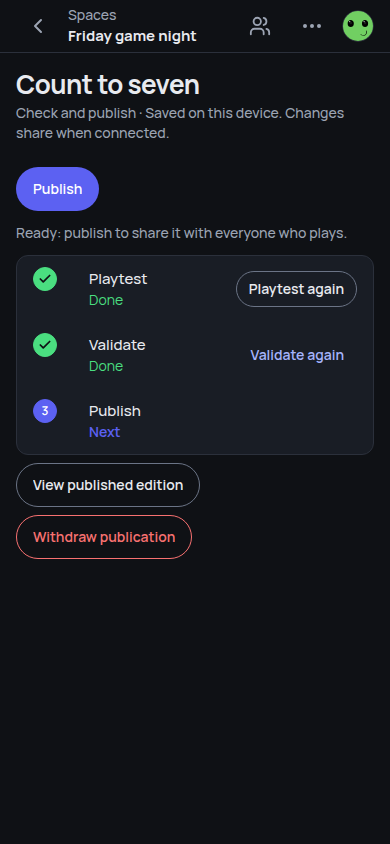 Spaces
Friday game night
Count to seven
Check and publish · Saved on this device. Changes
share when connected.
Publish
Ready: publish to share it with everyone who plays.
Playtest
Done
Playtest again
Validate
Done
Validate again
3
Publish
Next
View published edition
Withdraw publication